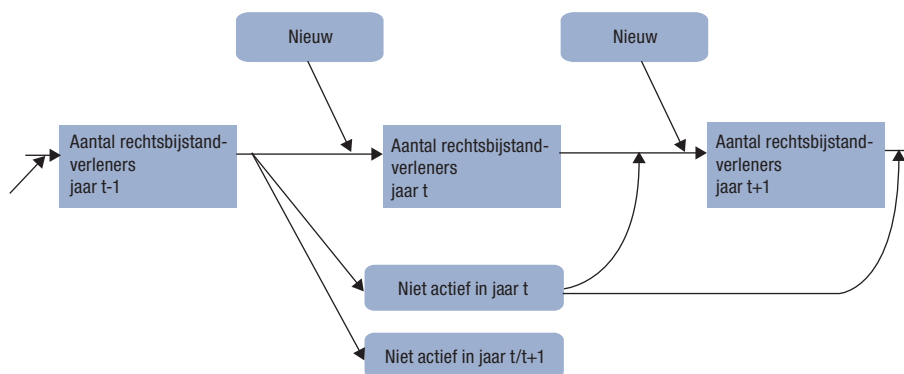 Nieuw
Nieuw
Aantal rechtsbijstand-
verleners
jaar t-1
Aantal rechtsbijstand-
verleners
jaar t
Aantal rechtsbijstand-
verleners
jaar t+1
Niet actief in jaar t
Niet actief in jaar t/t+1